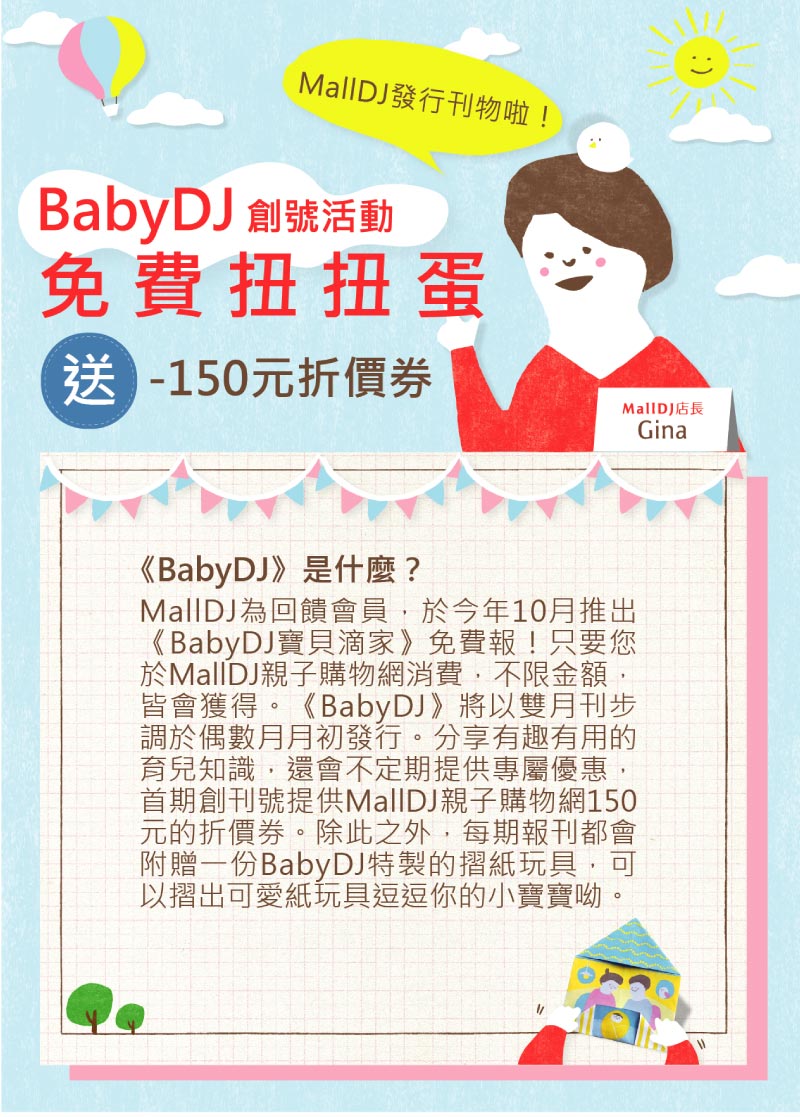 MallDJ發行刊物啦！
BabyDJ 創號活動
免費扭扭蛋
送 -150元折價券
MallDJ店長
Gina
《BabyDJ》是什麼？
MallDJ為回饋會員，於今年10月推出
《BabyDJ寶貝滴家》免費報！只要您
於MallDJ親子購物網消費，不限金額，
皆會獲得。《BabyDJ》將以雙月刊步
調於偶數月月初發行。分享有趣有用的
育兒知識，還會不定期提供專屬優惠，
首期創刊號提供MallDJ親子購物網150
元的折價券。除此之外，每期報刊都會
附贈一份BabyDJ特製的摺紙玩具，可
以摺出可愛紙玩具逗逗你的小寶寶呦。